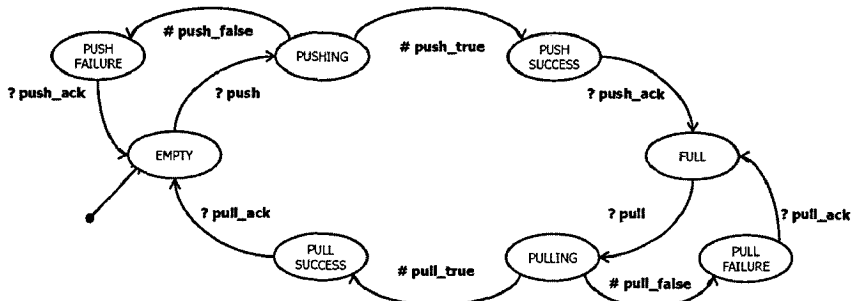 # push_false
PUSH
FAILURE
PUSHING
# push_true
PUSH
SUCCESS
? push_ack
? push
? push_ack
EMPTY
FULL
? pull_ack
? pull
? pull_ack
PULL
SUCCESS
# pull_true
PULLING
# pull_false
PULL
FAILURE